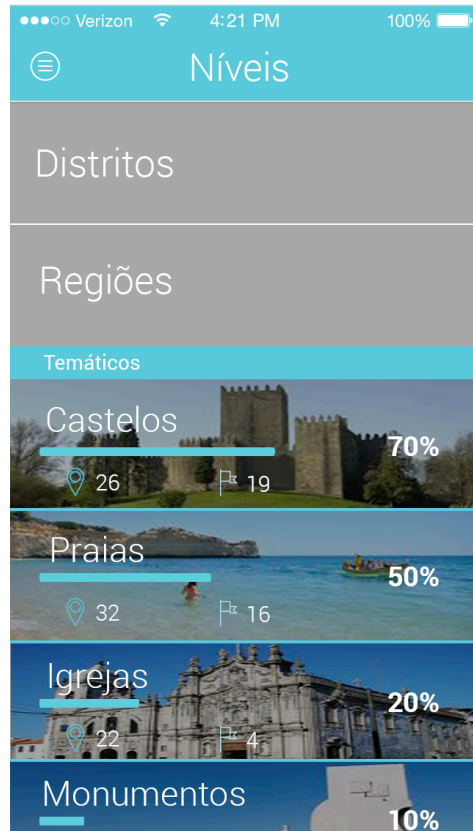 Verizon 4:21 PM 100%
Níveis
Distritos
Regiões
Temáticos
Castelos
70%
26 19
Praias
50%
32 16
Igrejas
20%
22 4
Monumentos
10%